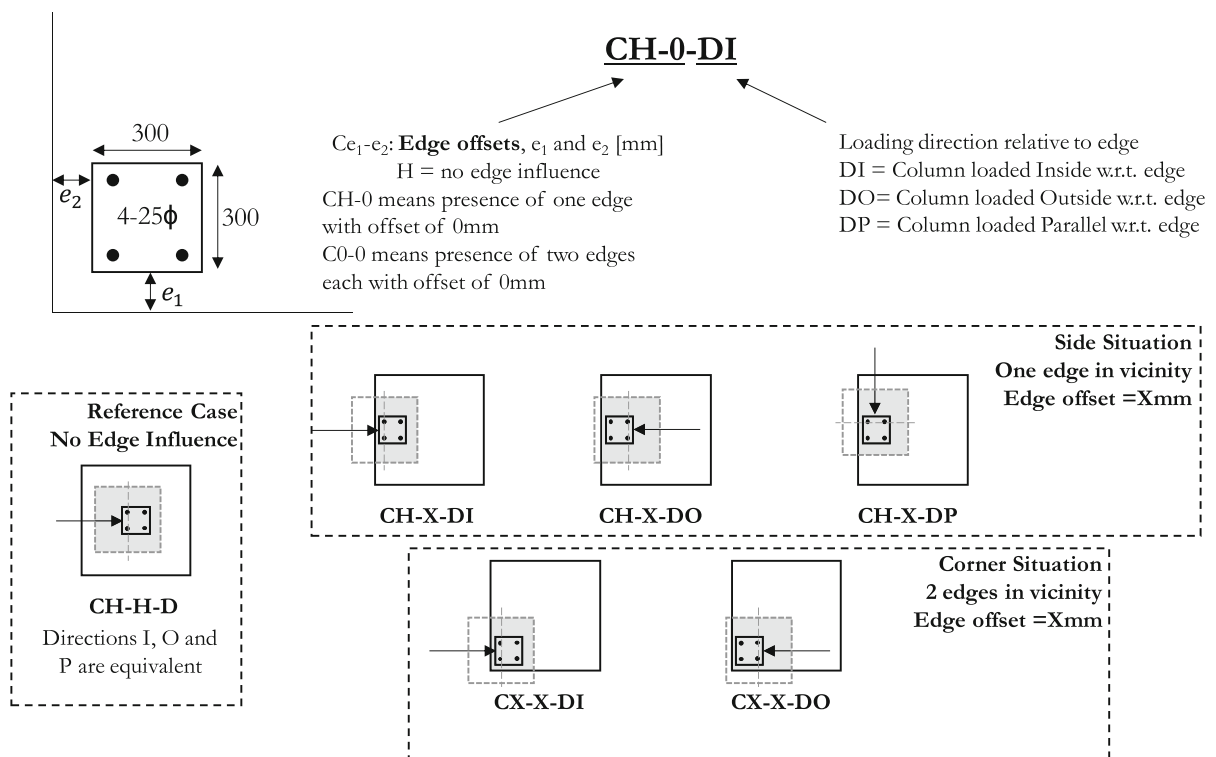 CH-0-DI
300
e₂
4-25ϕ
300
e₁
Ce₁-e₂: Edge offsets, e₁ and e₂ [mm]
H = no edge influence
CH-0 means presence of one edge
with offset of 0mm
C0-0 means presence of two edges
each with offset of 0mm
Loading direction relative to edge
DI = Column loaded Inside w.r.t. edge
DO= Column loaded Outside w.r.t. edge
DP = Column loaded Parallel w.r.t. edge
Side Situation
One edge in vicinity
Edge offset =Xmm
CH-X-DI
CH-X-DO
CH-X-DP
Reference Case
No Edge Influence
CH-H-D
Directions I, O and
P are equivalent
Corner Situation
2 edges in vicinity
Edge offset =Xmm
CX-X-DI
CX-X-DO